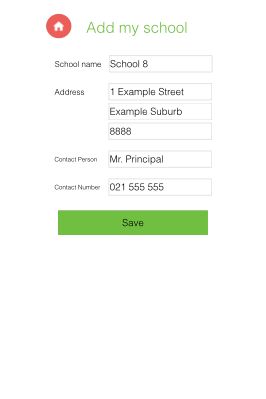 Add my school
School name School 8
Address 1 Example Street
Example Suburb
8888
Contact Person Mr. Principal
Contact Number 021 555 555
Save